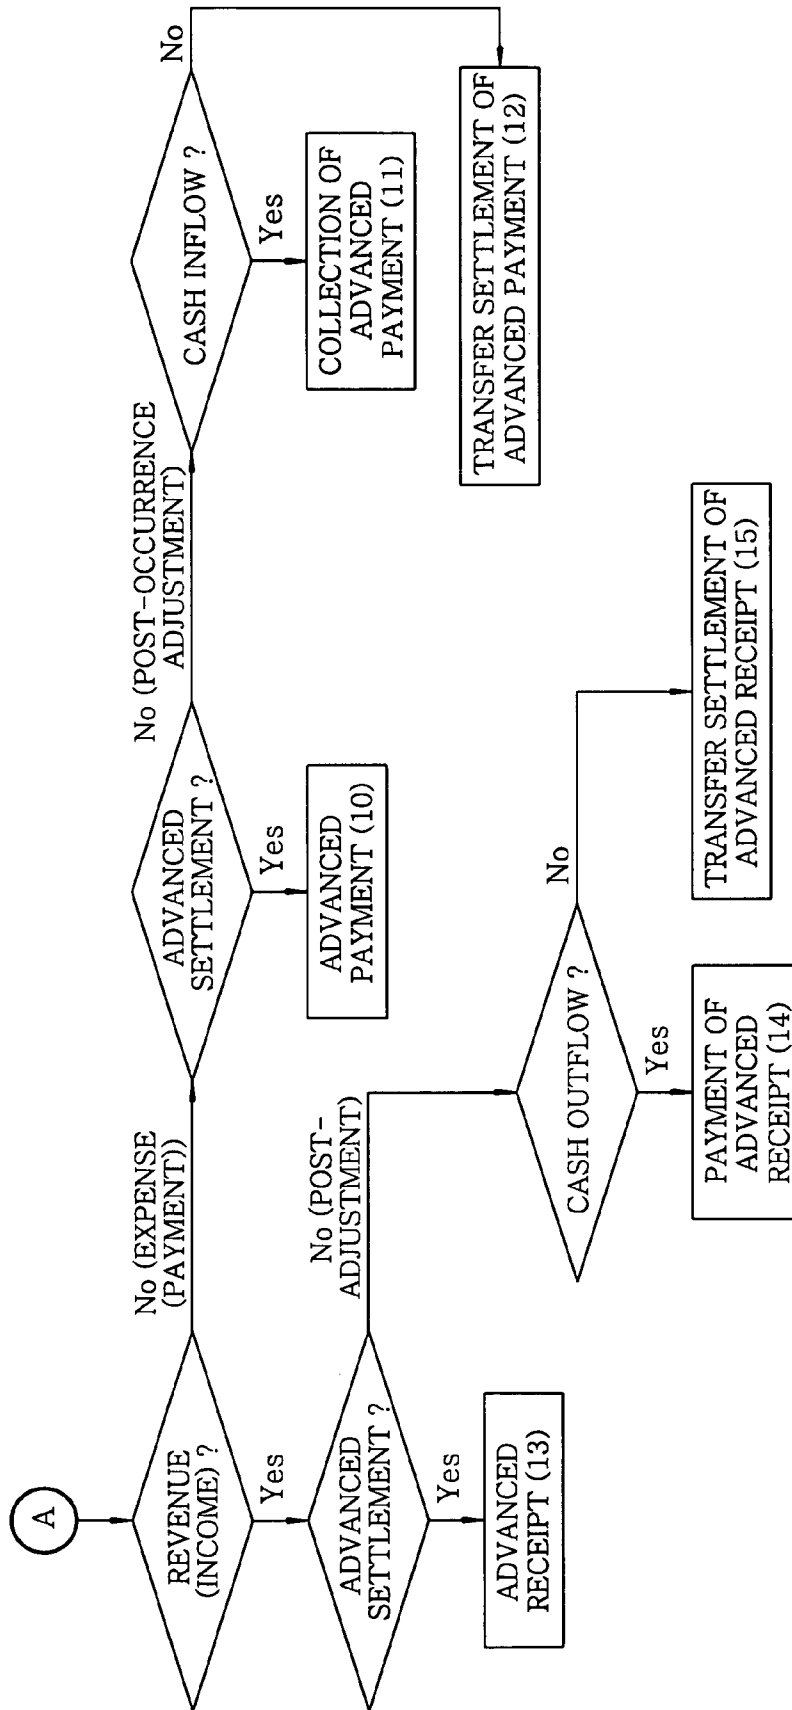 A
REVENUE
(INCOME) ?
No (EXPENSE
(PAYMENT))
ADVANCED
SETTLEMENT ?
No (POST-OCCURRENCE
ADJUSTMENT)
CASH INFLOW ?
No
Yes
Yes
Yes
ADVANCED
SETTLEMENT ?
No (POST-
ADJUSTMENT)
ADVANCED
PAYMENT (10)
COLLECTION OF
ADVANCED
PAYMENT (11)
TRANSFER SETTLEMENT OF
ADVANCED PAYMENT (12)
Yes
ADVANCED
RECEIPT (13)
CASH OUTFLOW ?
No
Yes
PAYMENT OF
ADVANCED
RECEIPT (14)
TRANSFER SETTLEMENT OF
ADVANCED RECEIPT (15)